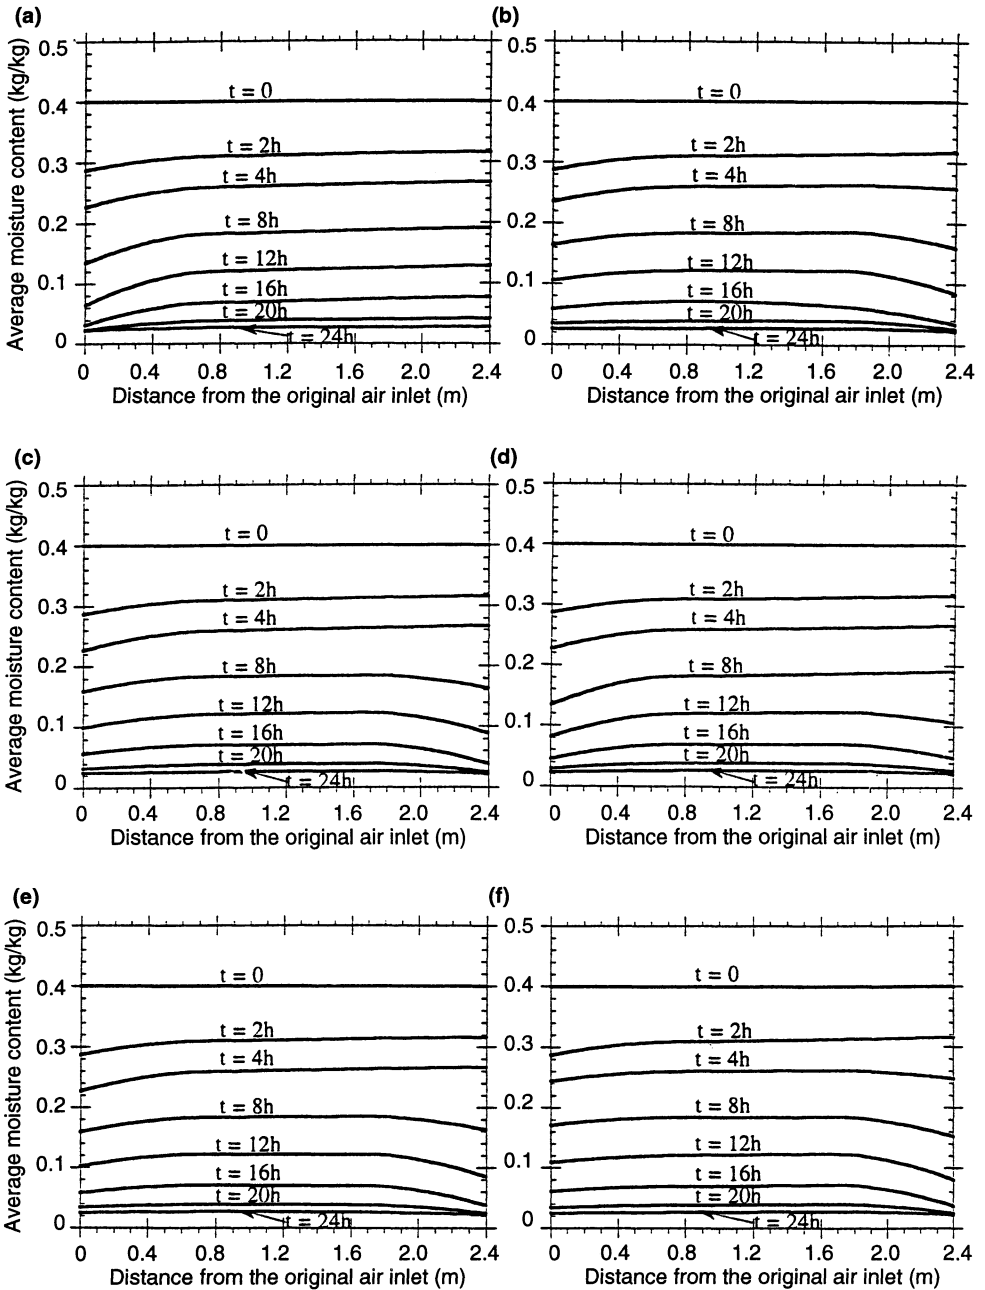 (a)
Average moisture content (kg/kg)
0.5
0.4
0.3
0.2
0.1
0
t = 0
t = 2h
t = 4h
t = 8h
t = 12h
t = 16h
t = 20h
t = 24h
0 0.4 0.8 1.2 1.6 2.0 2.4
Distance from the original air inlet (m)
(b)
0.5
0.4
0.3
0.2
0.1
0
t = 0
t = 2h
t = 4h
t = 8h
t = 12h
t = 16h
t = 20h
t = 24h
0 0.4 0.8 1.2 1.6 2.0 2.4
Distance from the original air inlet (m)
(c)
Average moisture content (kg/kg)
0.5
0.4
0.3
0.2
0.1
0
t = 0
t = 2h
t = 4h
t = 8h
t = 12h
t = 16h
t = 20h
t = 24h
0 0.4 0.8 1.2 1.6 2.0 2.4
Distance from the original air inlet (m)
(d)
0.5
0.4
0.3
0.2
0.1
0
t = 0
t = 2h
t = 4h
t = 8h
t = 12h
t = 16h
t = 20h
t = 24h
0 0.4 0.8 1.2 1.6 2.0 2.4
Distance from the original air inlet (m)
(e)
Average moisture content (kg/kg)
0.5
0.4
0.3
0.2
0.1
0
t = 0
t = 2h
t = 4h
t = 8h
t = 12h
t = 16h
t = 20h
t = 24h
0 0.4 0.8 1.2 1.6 2.0 2.4
Distance from the original air inlet (m)
(f)
0.5
0.4
0.3
0.2
0.1
0
t = 0
t = 2h
t = 4h
t = 8h
t = 12h
t = 16h
t = 20h
t = 24h
0 0.4 0.8 1.2 1.6 2.0 2.4
Distance from the original air inlet (m)